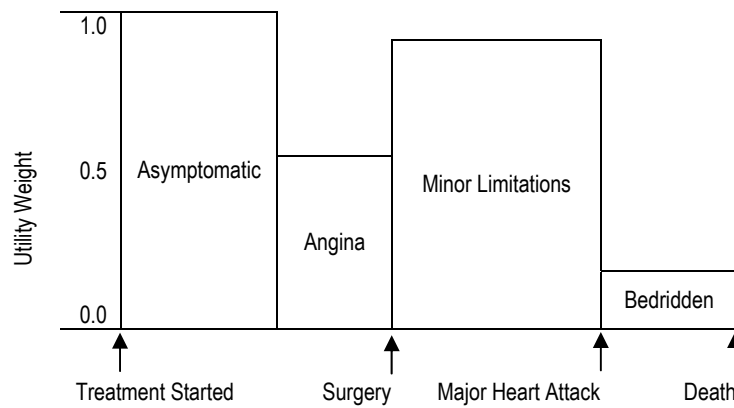 1.0
Utility Weight
0.5
0.0
Asymptomatic
Angina
Minor Limitations
Bedridden
Treatment Started
Surgery
Major Heart Attack
Death